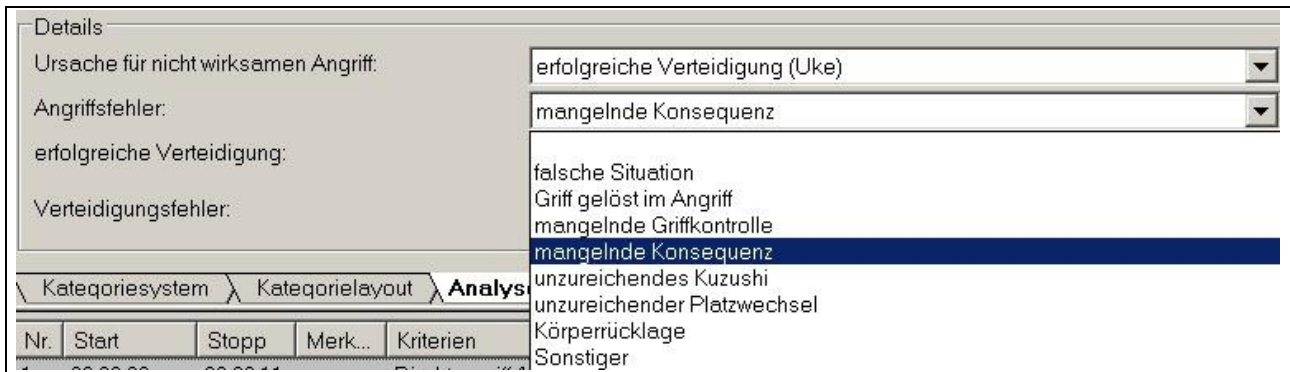 Details
Ursache für nicht wirksamen Angriff:
erfolgreiche Verteidigung (Uke)
Angriffsfehler:
mangelnde Konsequenz
erfolgreiche Verteidigung:
Verteidigungsfehler:
falsche Situation
Griff gelöst im Angriff
mangelnde Griffkontrolle
mangelnde Konsequenz
unzureichendes Kuzushi
unzureichender Platzwechsel
Körperrücklage
Sonstiger
Kategoriesystem Kategorielayout
Nr. Start Stopp Merk... Kriterien